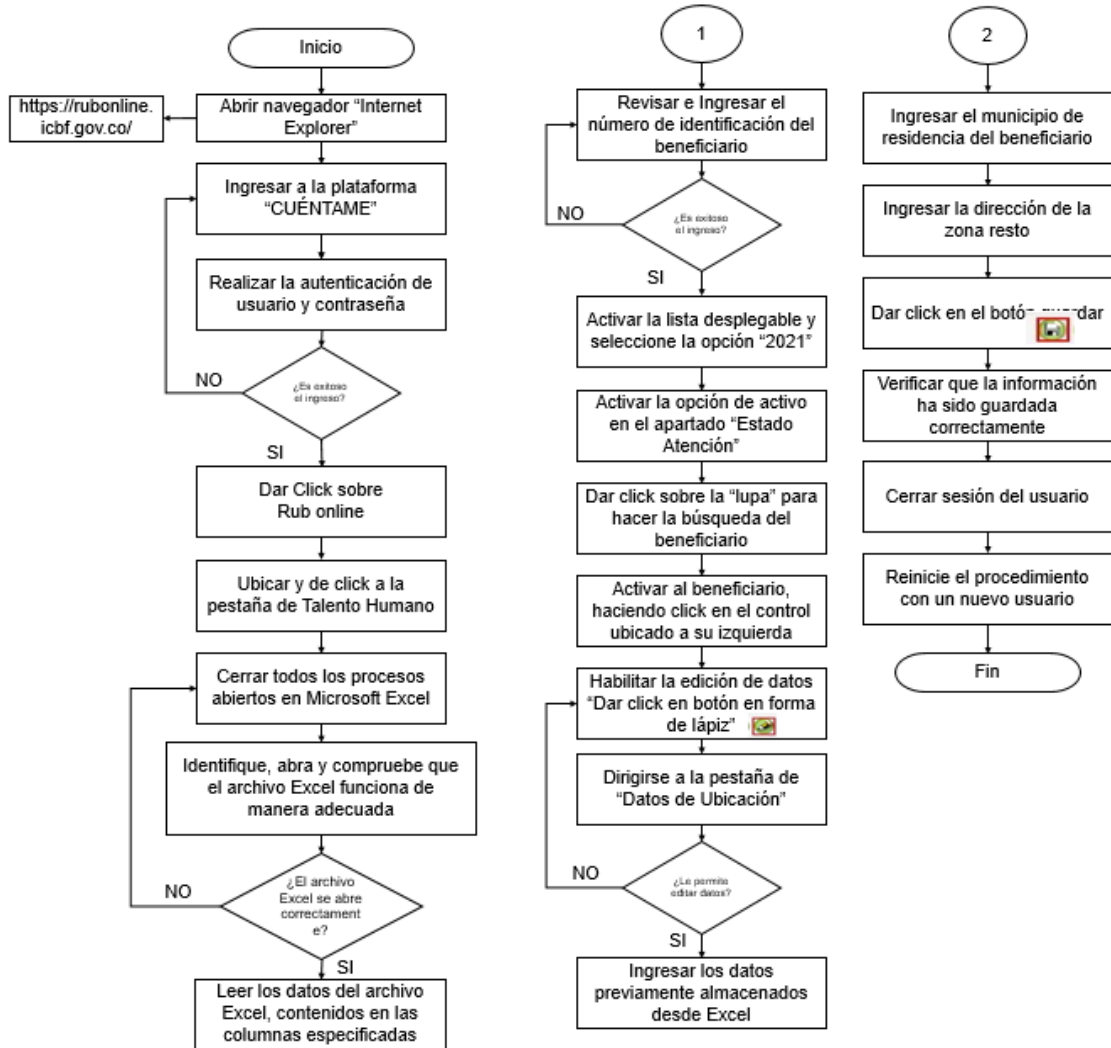 Inicio
https://rubonline.
icbf.gov.co/
Abrir navegador “Internet
Explorer”
Ingresar a la plataforma
“CUÉNTAME”
Realizar la autenticación de
usuario y contraseña
NO
¿Es exitoso
el ingreso?
SI
Dar Click sobre
Rub online
Ubicar y de click a la
pestaña de Talento Humano
Cerrar todos los procesos
abiertos en Microsoft Excel
Identifique, abra y compruebe que
el archivo Excel funciona de
manera adecuada
NO
¿El archivo
Excel se abre
correctament
e?
SI
Leer los datos del archivo
Excel, contenidos en las
columnas especificadas
1
Revisar e Ingresar el
número de identificación del
beneficiario
NO
¿Es exitoso
el ingreso?
SI
Activar la lista desplegable y
seleccione la opción “2021”
Activar la opción de activo
en el apartado “Estado
Atención”
Dar click sobre la “lupa” para
hacer la búsqueda del
beneficiario
Activar al beneficiario,
haciendo click en el control
ubicado a su izquierda
Habilitar la edición de datos
“Dar click en botón en forma
de lápiz”
Dirigirse a la pestaña de
“Datos de Ubicación”
NO
¿Le permite
editar datos?
SI
Ingresar los datos
previamente almacenados
desde Excel
2
Ingresar el municipio de
residencia del beneficiario
Ingresar la dirección de la
zona resto
Dar click en el botón guardar
Verificar que la información
ha sido guardada
correctamente
Cerrar sesión del usuario
Reinicie el procedimiento
con un nuevo usuario
Fin